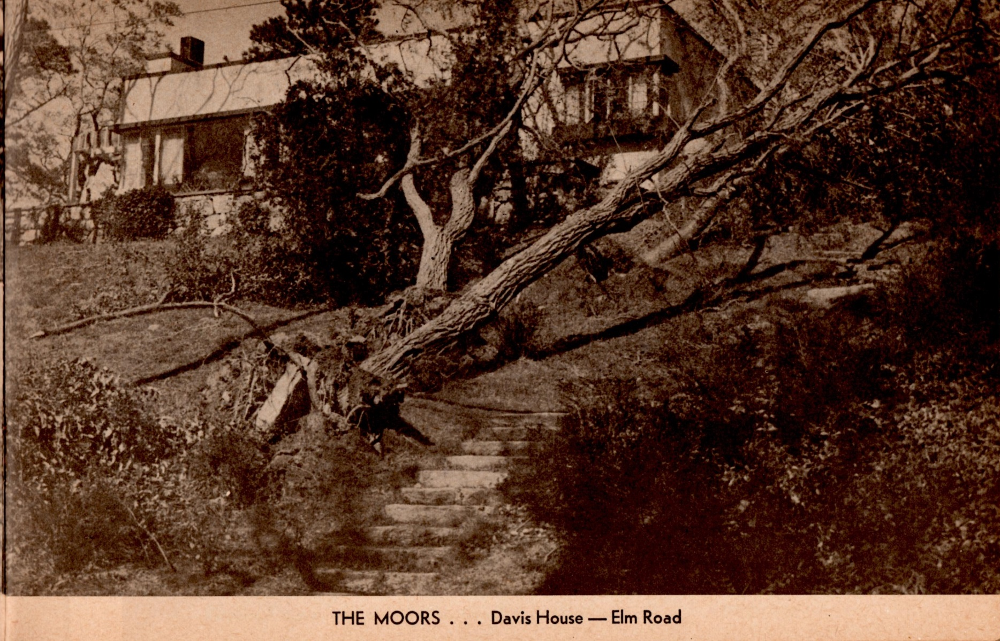 THE MOORS . . . Davis House — Elm Road